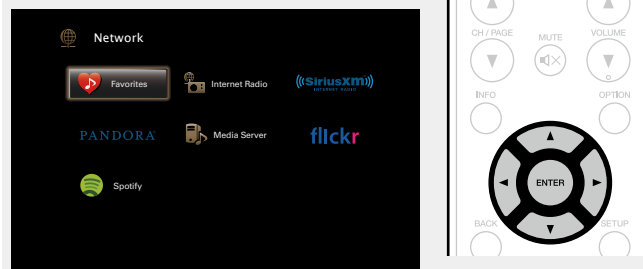 Network
Favorites
Internet Radio
((SiriusXM))
INTERNET RADIO
PANDORA
Media Server
flickr
Spotify
CH / PAGE
MUTE
VOLUME
INFO
OPTION
ENTER
BACK
SETUP